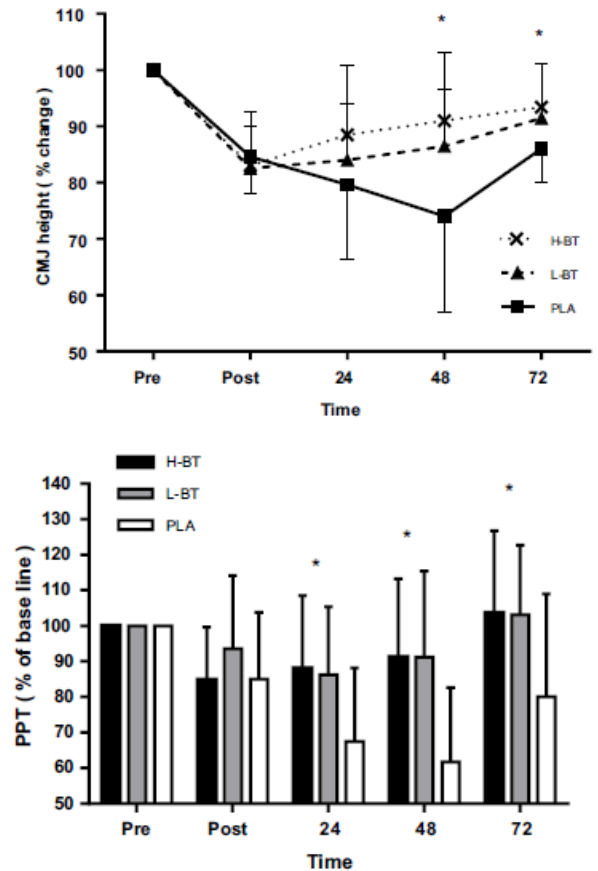 110
100
90
80
70
60
50
CMJ height ( % change )
* *
H-BT
L-BT
PLA
Pre Post 24 48 72
Time
H-BT
L-BT
PLA
140
130
120
110
100
90
80
70
60
50
PPT ( % of base line )
* * *
Pre Post 24 48 72
Time